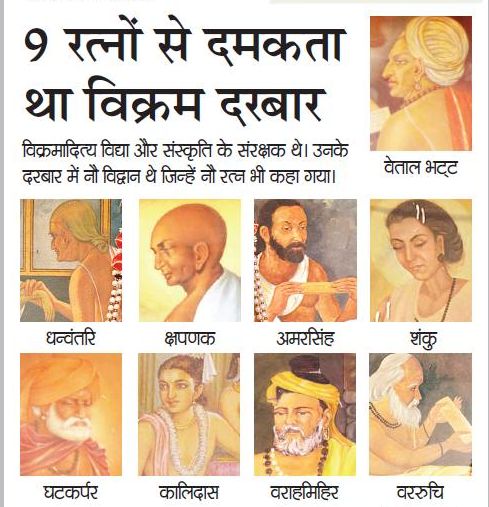 9 रत्नों से दमकता
था विक्रम दरबार
विक्रमादित्य विद्या और संस्कृति के संरक्षक थे। उनके
दरबार में नौ विद्वान थे जिन्हें नौ रत्न भी कहा गया।
वेताल भट्ट
धन्वंतरि
क्षपणक
अमरसिंह
शंकु
घटकर्पर
कालिदास
वराहमिहिर
वररुचि